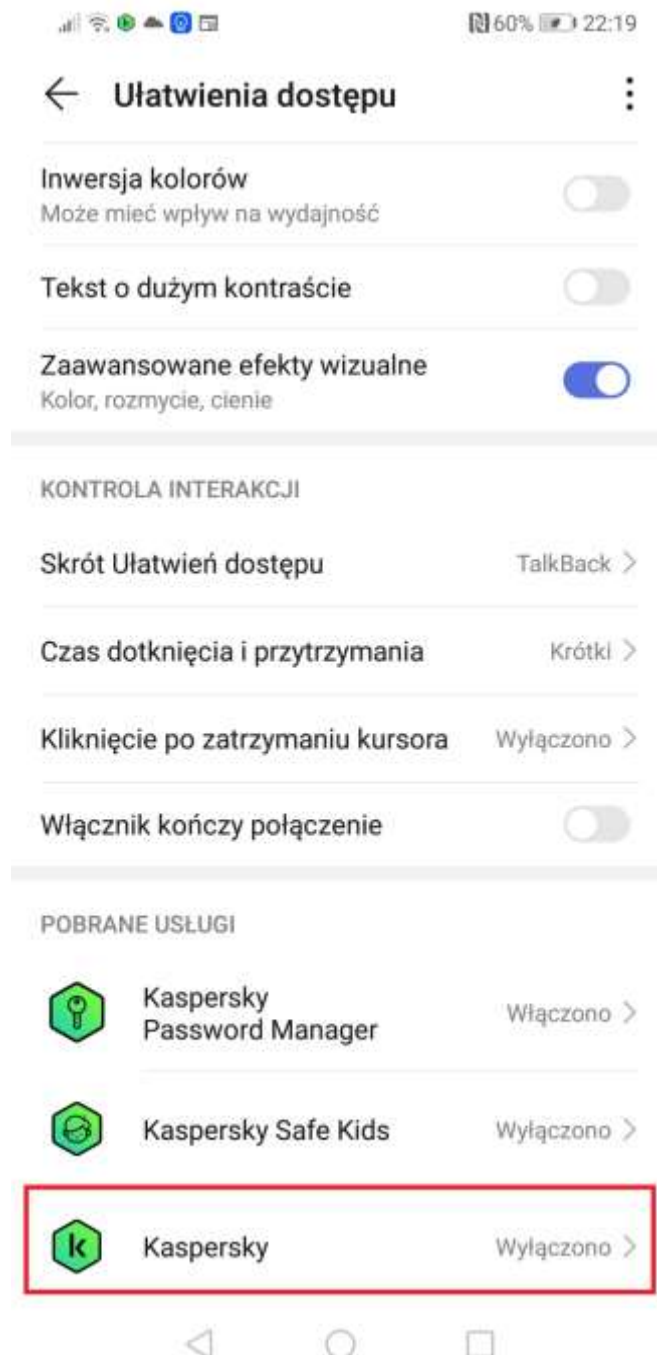 60% 22:19
Ułatwienia dostępu
Inwersja kolorów
Może mieć wpływ na wydajność
Tekst o dużym kontraście
Zaawansowane efekty wizualne
Kolor, rozmycie, cienie
KONTROLA INTERAKCJI
Skrót Ułatwień dostępu TalkBack
Czas dotknięcia i przytrzymania Krótki
Kliknięcie po zatrzymaniu kursora Wyłączono
Włącznik kończy połączenie
POBRANE USŁUGI
Kaspersky
Password Manager Włączono
Kaspersky Safe Kids Wyłączono
Kaspersky Wyłączono